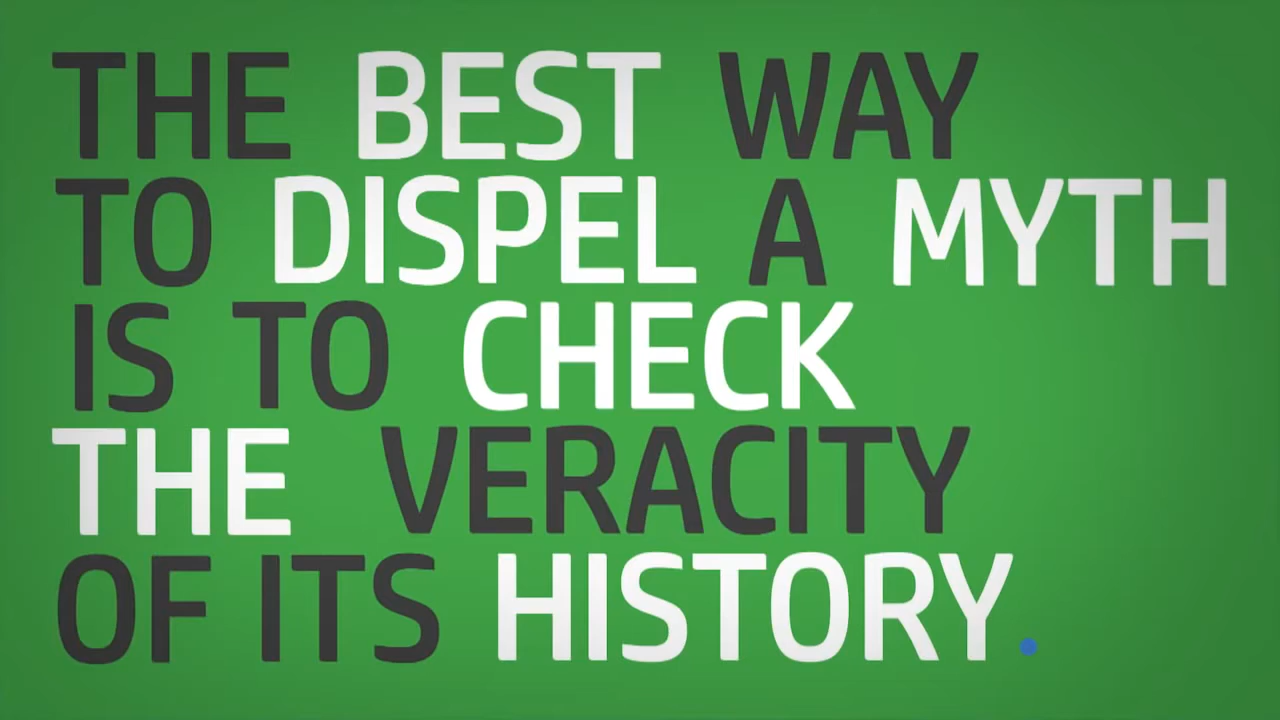 THE BEST WAY
TO DISPEL A MYTH
IS TO CHECK
THE VERACITY
OF ITS HISTORY.